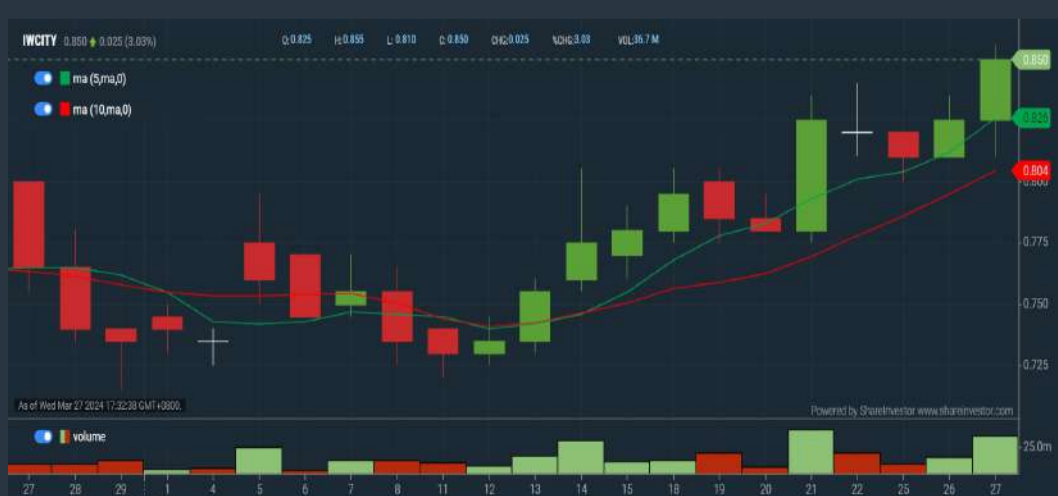 IWCITY 0.850 0.025 (3.03%) O: 0.825 H: 0.855 L: 0.810 C: 0.850 CHG: 0.025 %CHG: 3.03 VOL: 36.7 M
ma (5,ma,0)
ma (10,ma,0)
0.850
0.826
0.804
0.800
0.775
0.750
0.725
As of Wed Mar 27 2024 17:32:38 GMT+0800.
Powered by ShareInvestor www.shareinvestor.com
volume
25.0m
27 28 29 1 4 5 6 7 8 11 12 13 14 15 18 19 20 21 22 25 26 27